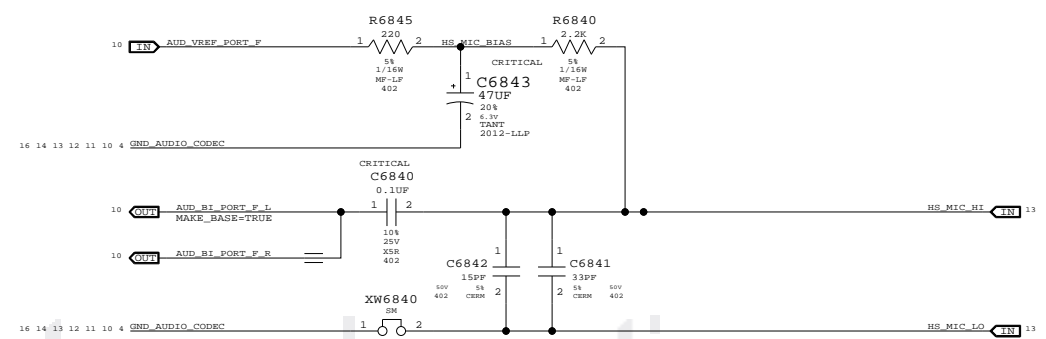 R6845
220
R6840
2.2K
10 IN AUD_VREF_PORT_F 1 2 HS_MIC_BIAS 1 2
5%
1/16W
MF-LF
402
5%
1/16W
MF-LF
402
CRITICAL
1
C6843
+ 47UF
20%
2 6.3V
TANT
2012-LLP
16 14 13 12 11 10 4 GND_AUDIO_CODEC
CRITICAL
C6840
0.1UF
10 OUT AUD_BI_PORT_F_L 1 2 HS_MIC_HI IN 13
MAKE_BASE=TRUE
10%
25V
X5R
402
10 OUT AUD_BI_PORT_F_R
1
C6842
15PF
50V 5%
402 CERM
2
1
C6841
33PF
5% 50V
CERM 402
2
XW6840
SM
16 14 13 12 11 10 4 GND_AUDIO_CODEC 1 2 HS_MIC_LO IN 13